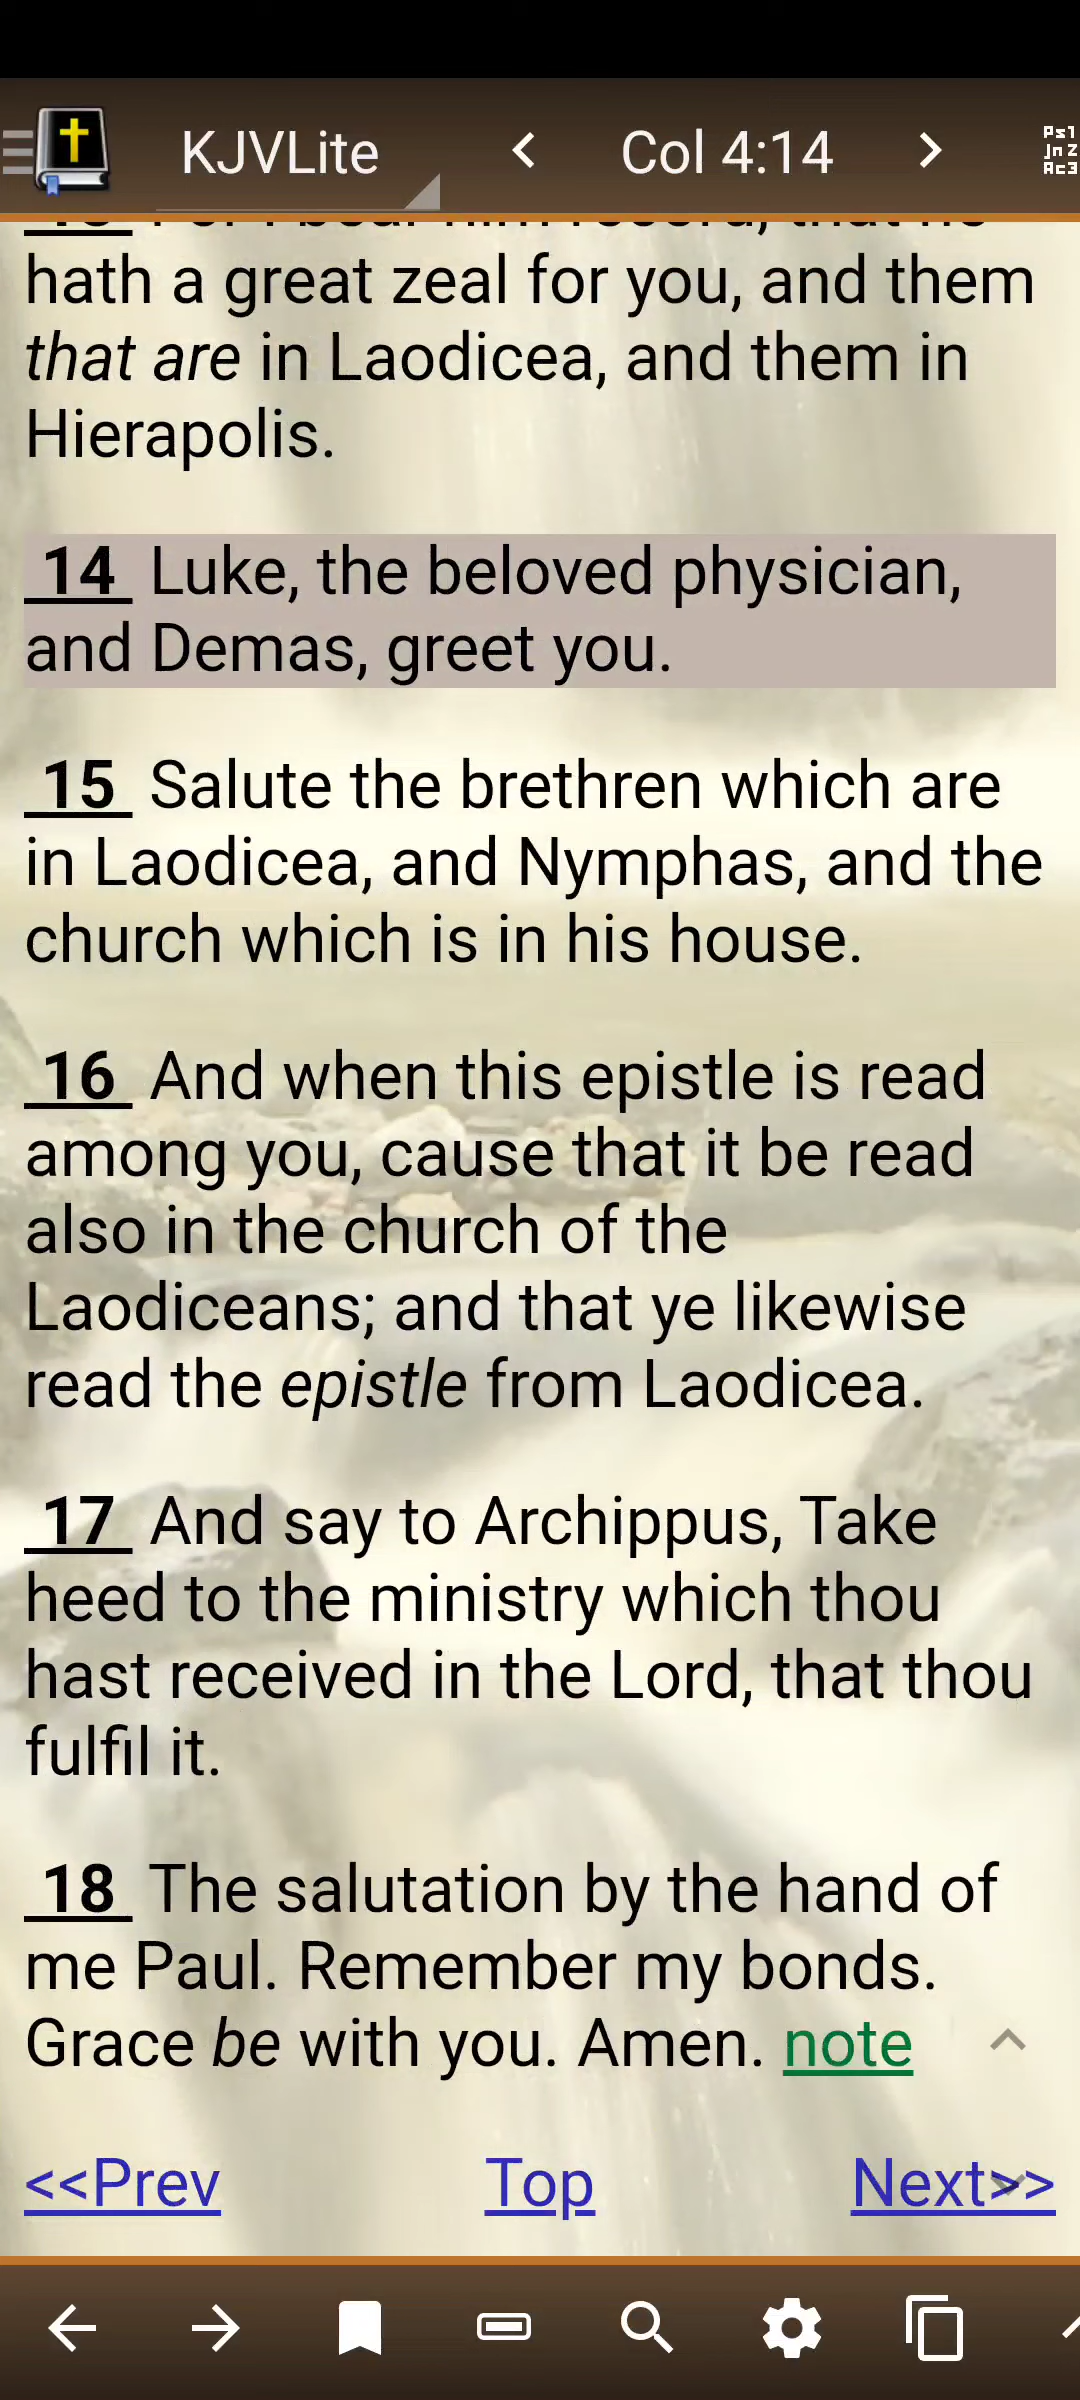 KJVLite
Col 4:14
Ps1
Jn2
Ac3
hath a great zeal for you, and them
that are in Laodicea, and them in
Hierapolis.
14 Luke, the beloved physician,
and Demas, greet you.
15 Salute the brethren which are
in Laodicea, and Nymphas, and the
church which is in his house.
16 And when this epistle is read
among you, cause that it be read
also in the church of the
Laodiceans; and that ye likewise
read the epistle from Laodicea.
17 And say to Archippus, Take
heed to the ministry which thou
hast received in the Lord, that thou
fulfil it.
18 The salutation by the hand of
me Paul. Remember my bonds.
Grace be with you. Amen. note
<<Prev Top Next>>